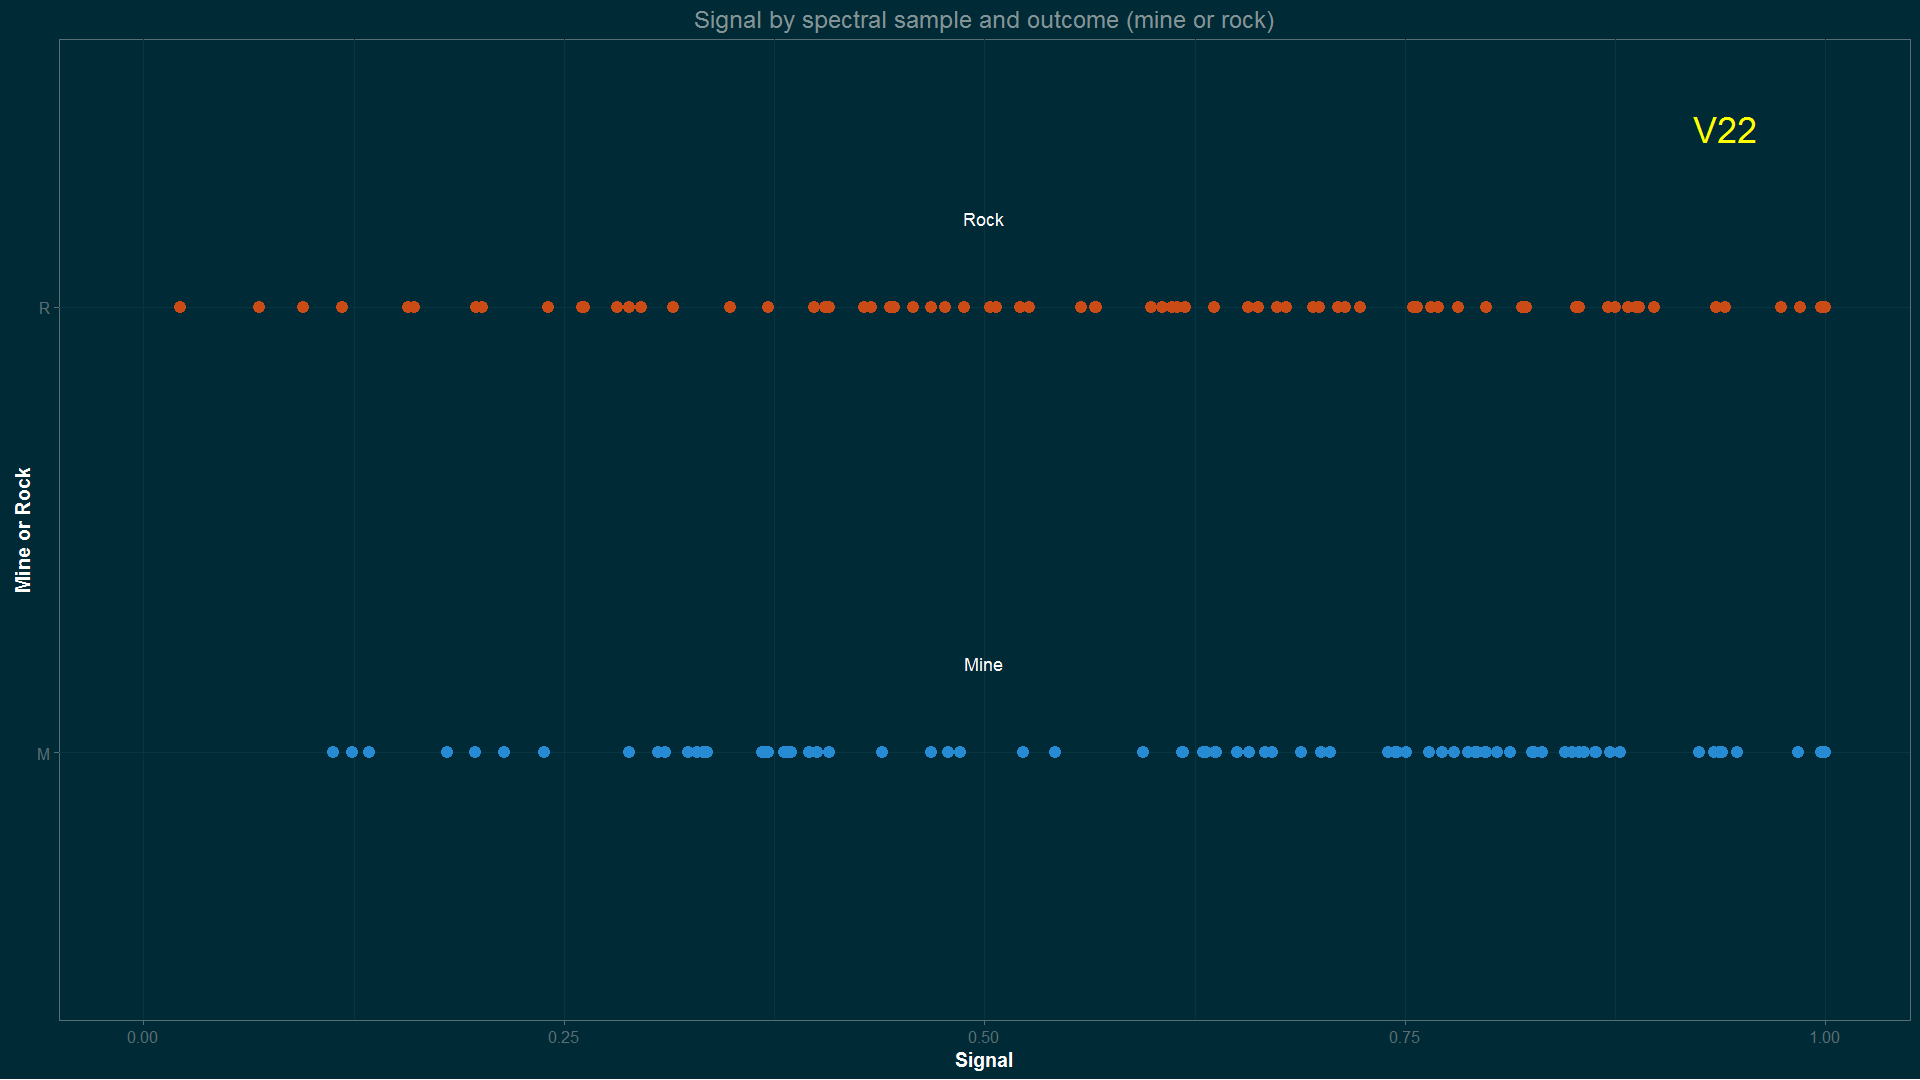 Signal by spectral sample and outcome (mine or rock)
V22
Rock
R
Mine or Rock
Mine
M
0.00 0.25 0.50 0.75 1.00
Signal